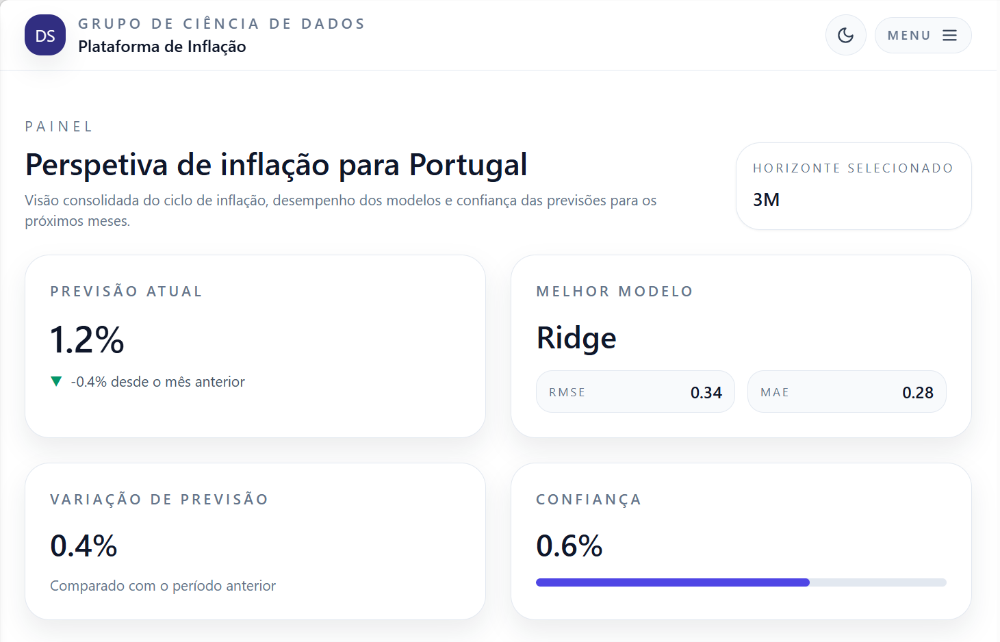 DS
GRUPO DE CIÊNCIA DE DADOS
Plataforma de Inflação
MENU
PAINEL
Perspetiva de inflação para Portugal
Visão consolidada do ciclo de inflação, desempenho dos modelos e confiança das previsões para os
próximos meses.
HORIZONTE SELECIONADO
3M
PREVISÃO ATUAL
1.2%
-0.4% desde o mês anterior
MELHOR MODELO
Ridge
RMSE 0.34
MAE 0.28
VARIAÇÃO DE PREVISÃO
0.4%
Comparado com o período anterior
CONFIANÇA
0.6%